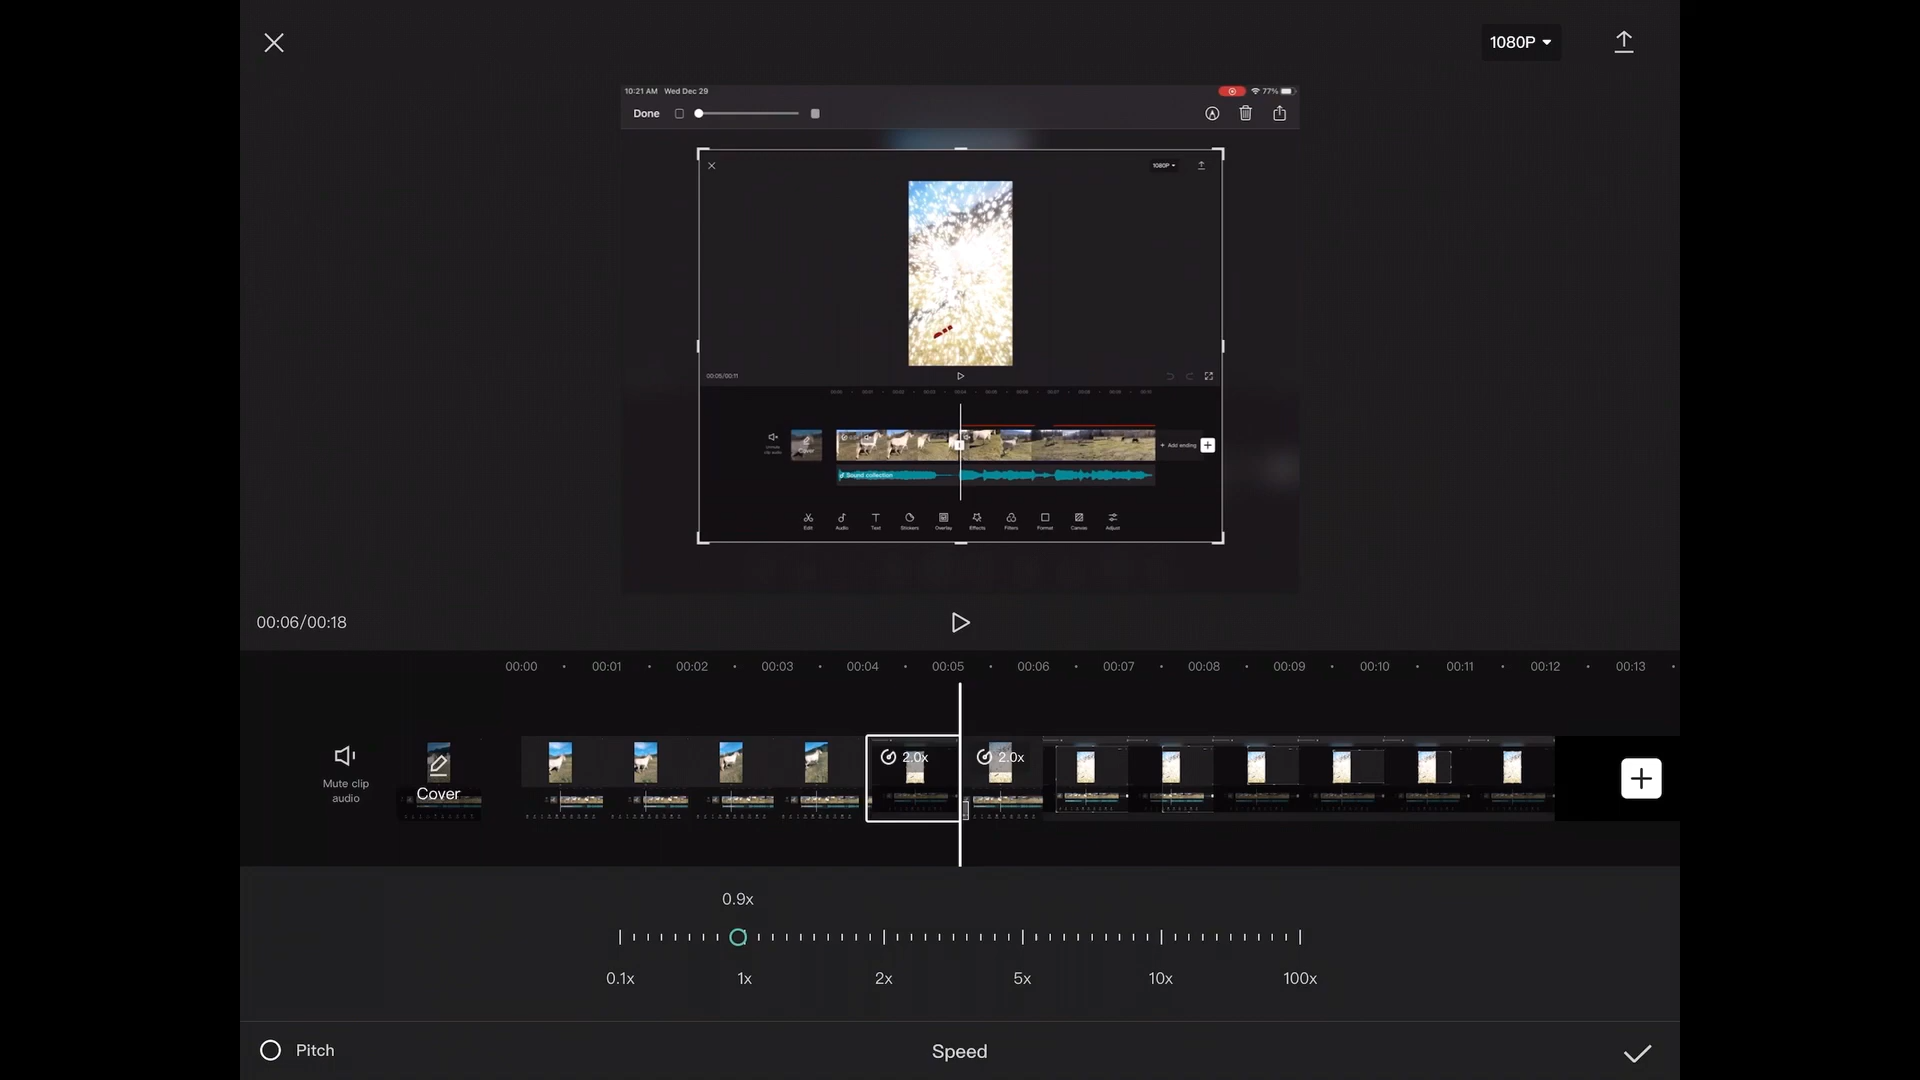 1080P
10:21 AM Wed Dec 29
77%
Done
1080P
00:05/00:11
Cover
+ Add ending
Sound collection
Edit Audio Text Stickers Overlay Effects Filters Format Canvas Adjust
00:06/00:18
00:00 00:01 00:02 00:03 00:04 00:05 00:06 00:07 00:08 00:09 00:10 00:11 00:12 00:13
Mute clip
audio
Cover
2.0x
2.0x
0.9x
0.1x 1x 2x 5x 10x 100x
Pitch
Speed